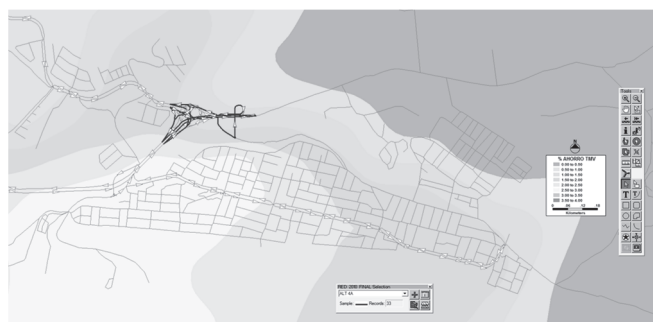 Tools
N
% AHORRO TMV
0.00 to 0.50
0.50 to 1.00
1.00 to 1.50
1.50 to 2.00
2.00 to 2.50
2.50 to 3.00
3.00 to 3.50
3.50 to 4.00
Kilometers
RED 2010 FINAL Selection
ALT 4A
Sample Records 33